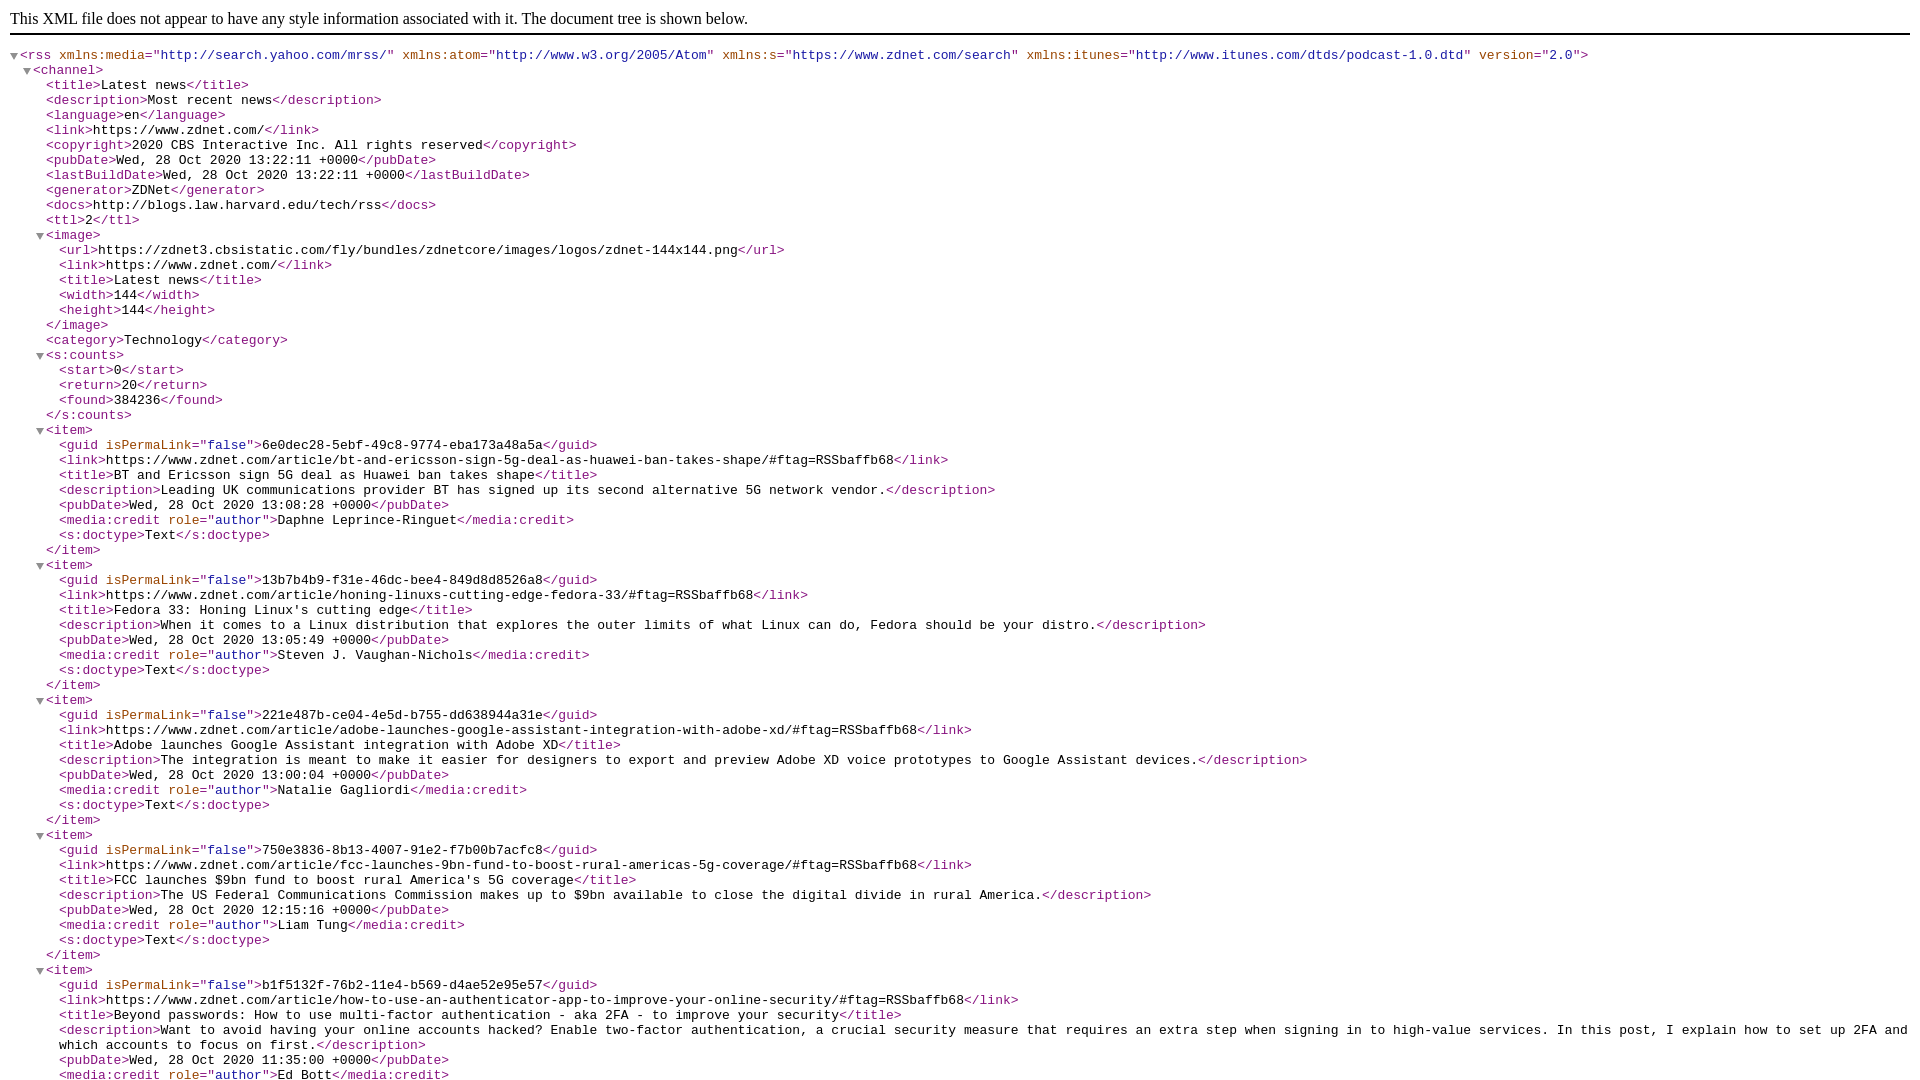 This XML file does not appear to have any style information associated with it. The document tree is shown below.
<rss xmlns:media="http://search.yahoo.com/mrss/" xmlns:atom="http://www.w3.org/2005/Atom" xmlns:s="https://www.zdnet.com/search" xmlns:itunes="http://www.itunes.com/dtds/podcast-1.0.dtd" version="2.0">
<channel>
<title>Latest news</title>
<description>Most recent news</description>
<language>en</language>
<link>https://www.zdnet.com/</link>
<copyright>2020 CBS Interactive Inc. All rights reserved</copyright>
<pubDate>Wed, 28 Oct 2020 13:22:11 +0000</pubDate>
<lastBuildDate>Wed, 28 Oct 2020 13:22:11 +0000</lastBuildDate>
<generator>ZDNet</generator>
<docs>http://blogs.law.harvard.edu/tech/rss</docs>
<ttl>2</ttl>
<image>
<url>https://zdnet3.cbsistatic.com/fly/bundles/zdnetcore/images/logos/zdnet-144x144.png</url>
<link>https://www.zdnet.com/</link>
<title>Latest news</title>
<width>144</width>
<height>144</height>
</image>
<category>Technology</category>
<s:counts>
<start>0</start>
<return>20</return>
<found>384236</found>
</s:counts>
<item>
<guid isPermaLink="false">6e0dec28-5ebf-49c8-9774-eba173a48a5a</guid>
<link>https://www.zdnet.com/article/bt-and-ericsson-sign-5g-deal-as-huawei-ban-takes-shape/#ftag=RSSbaffb68</link>
<title>BT and Ericsson sign 5G deal as Huawei ban takes shape</title>
<description>Leading UK communications provider BT has signed up its second alternative 5G network vendor.</description>
<pubDate>Wed, 28 Oct 2020 13:08:28 +0000</pubDate>
<media:credit role="author">Daphne Leprince-Ringuet</media:credit>
<s:doctype>Text</s:doctype>
</item>
<item>
<guid isPermaLink="false">13b7b4b9-f31e-46dc-bee4-849d8d8526a8</guid>
<link>https://www.zdnet.com/article/honing-linuxs-cutting-edge-fedora-33/#ftag=RSSbaffb68</link>
<title>Fedora 33: Honing Linux's cutting edge</title>
<description>When it comes to a Linux distribution that explores the outer limits of what Linux can do, Fedora should be your distro.</description>
<pubDate>Wed, 28 Oct 2020 13:05:49 +0000</pubDate>
<media:credit role="author">Steven J. Vaughan-Nichols</media:credit>
<s:doctype>Text</s:doctype>
</item>
<item>
<guid isPermaLink="false">221e487b-ce04-4e5d-b755-dd638944a31e</guid>
<link>https://www.zdnet.com/article/adobe-launches-google-assistant-integration-with-adobe-xd/#ftag=RSSbaffb68</link>
<title>Adobe launches Google Assistant integration with Adobe XD</title>
<description>The integration is meant to make it easier for designers to export and preview Adobe XD voice prototypes to Google Assistant devices.</description>
<pubDate>Wed, 28 Oct 2020 13:00:04 +0000</pubDate>
<media:credit role="author">Natalie Gagliordi</media:credit>
<s:doctype>Text</s:doctype>
</item>
<item>
<guid isPermaLink="false">750e3836-8b13-4007-91e2-f7b00b7acfc8</guid>
<link>https://www.zdnet.com/article/fcc-launches-9bn-fund-to-boost-rural-americas-5g-coverage/#ftag=RSSbaffb68</link>
<title>FCC launches $9bn fund to boost rural America's 5G coverage</title>
<description>The US Federal Communications Commission makes up to $9bn available to close the digital divide in rural America.</description>
<pubDate>Wed, 28 Oct 2020 12:15:16 +0000</pubDate>
<media:credit role="author">Liam Tung</media:credit>
<s:doctype>Text</s:doctype>
</item>
<item>
<guid isPermaLink="false">b1f5132f-76b2-11e4-b569-d4ae52e95e57</guid>
<link>https://www.zdnet.com/article/how-to-use-an-authenticator-app-to-improve-your-online-security/#ftag=RSSbaffb68</link>
<title>Beyond passwords: How to use multi-factor authentication - aka 2FA - to improve your security</title>
<description>Want to avoid having your online accounts hacked? Enable two-factor authentication, a crucial security measure that requires an extra step when signing in to high-value services. In this post, I explain how to set up 2FA and
which accounts to focus on first.</description>
<pubDate>Wed, 28 Oct 2020 11:35:00 +0000</pubDate>
<media:credit role="author">Ed Bott</media:credit>